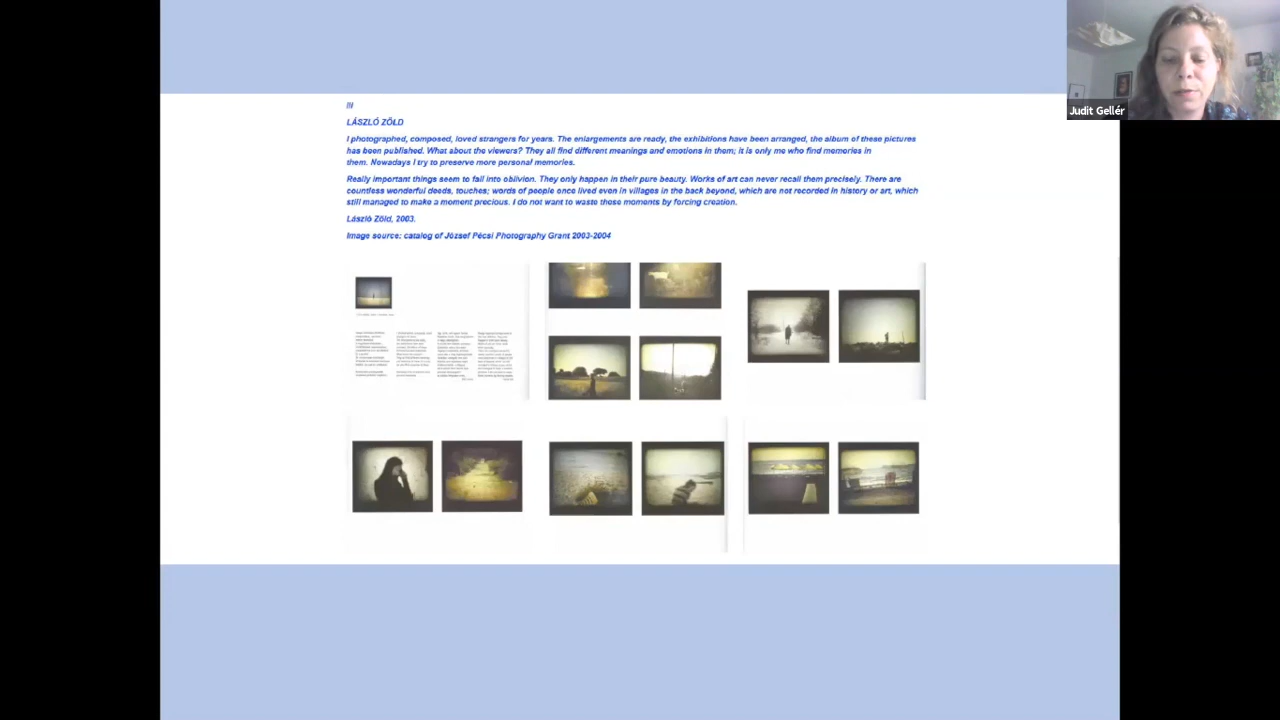 ///
LÁSZLÓ ZÖLD
I photographed, composed, loved strangers for years. The enlargements are ready, the exhibitions have been arranged, the album of these pictures
has been published. What about the viewers? They all find different meanings and emotions in them; it is only me who find memories in
them. Nowadays I try to preserve more personal memories.
Really important things seem to fall into oblivion. They only happen in their pure beauty. Works of art can never recall them precisely. There are
countless wonderful deeds, touches; words of people once lived even in villages in the back beyond, which are not recorded in history or art, which
still managed to make a moment precious. I do not want to waste these moments by forcing creation.
László Zöld, 2003.
Image source: catalog of József Pécsi Photography Grant 2003-2004
Judit Gellér